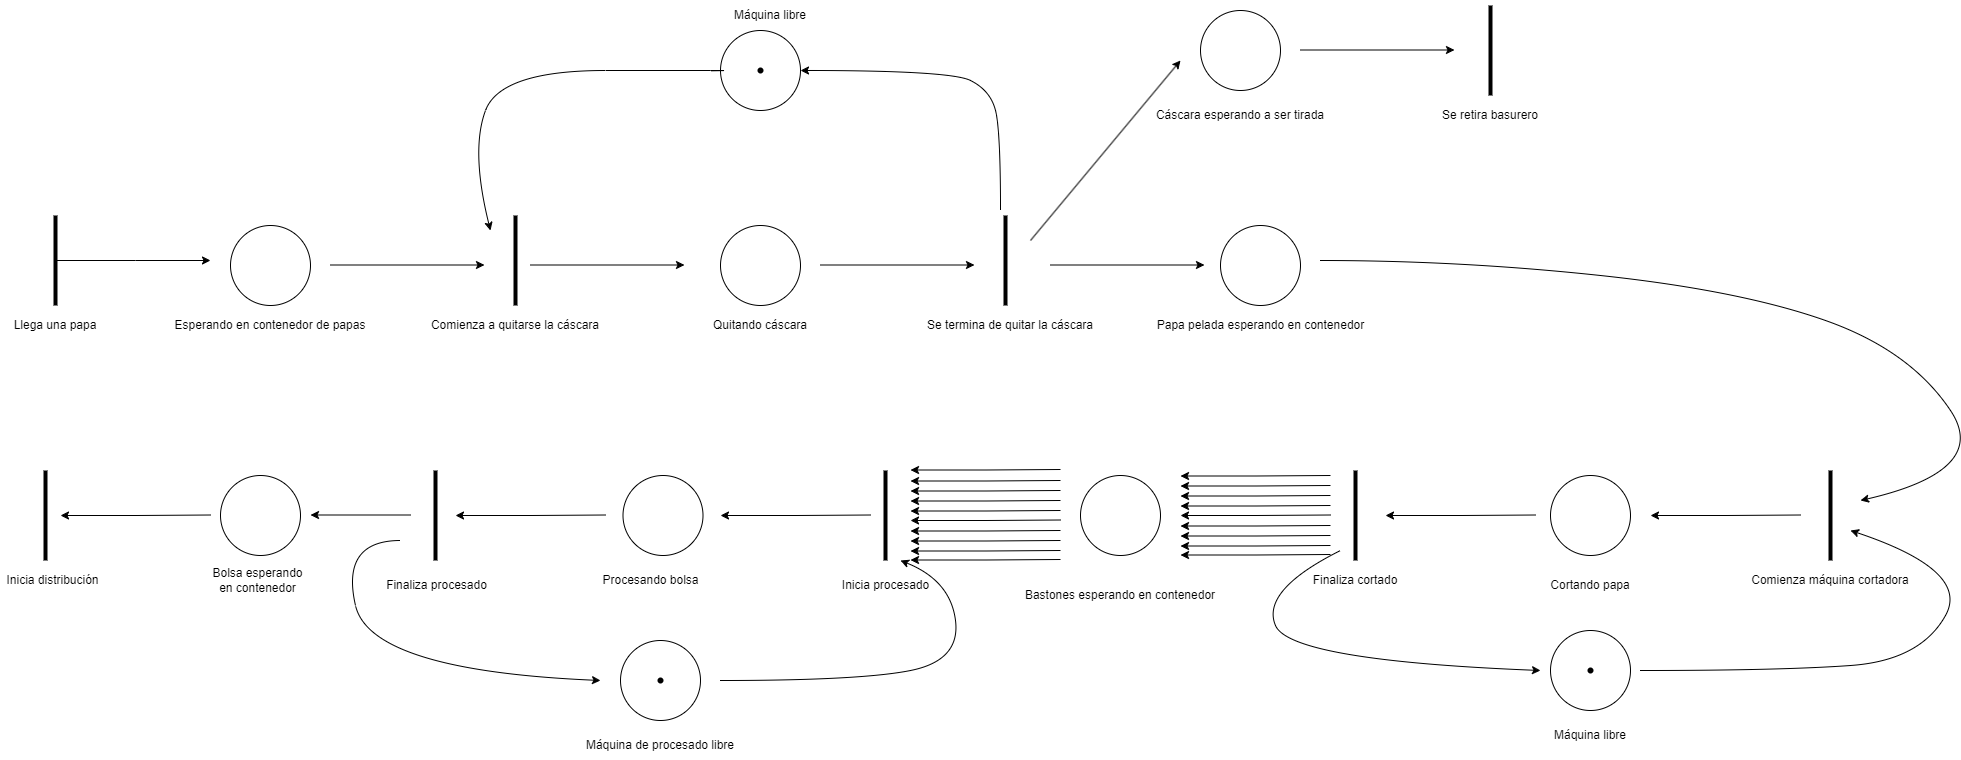 Máquina libre
Cáscara esperando a ser tirada
Se retira basurero
Llega una papa
Esperando en contenedor de papas
Comienza a quitarse la cáscara
Quitando cáscara
Se termina de quitar la cáscara
Papa pelada esperando en contenedor
Inicia distribución
Bolsa esperando
en contenedor
Finaliza procesado
Procesando bolsa
Inicia procesado
Bastones esperando en contenedor
Finaliza cortado
Cortando papa
Comienza máquina cortadora
Máquina de procesado libre
Máquina libre